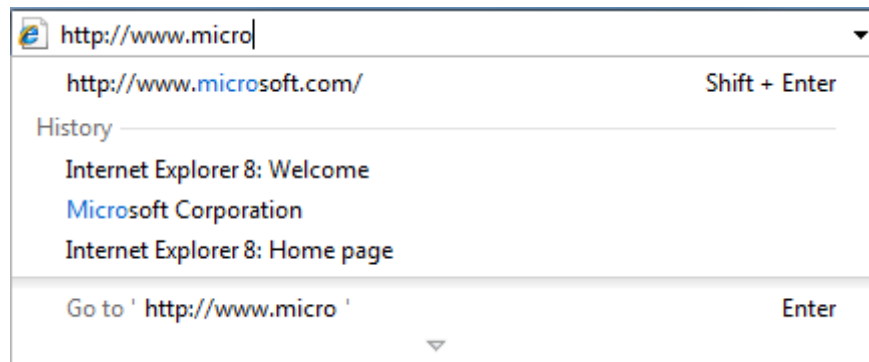 http://www.micro
http://www.microsoft.com/ Shift + Enter
History
Internet Explorer 8: Welcome
Microsoft Corporation
Internet Explorer 8: Home page
Go to ' http://www.micro ' Enter